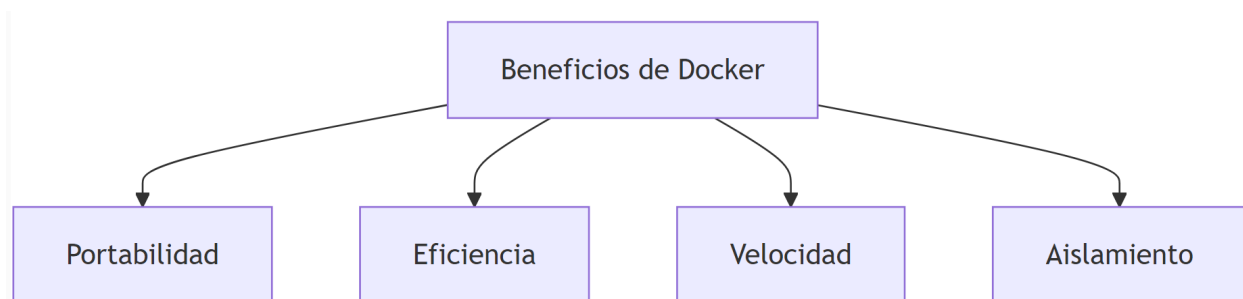 Beneficios de Docker
Portabilidad
Eficiencia
Velocidad
Aislamiento